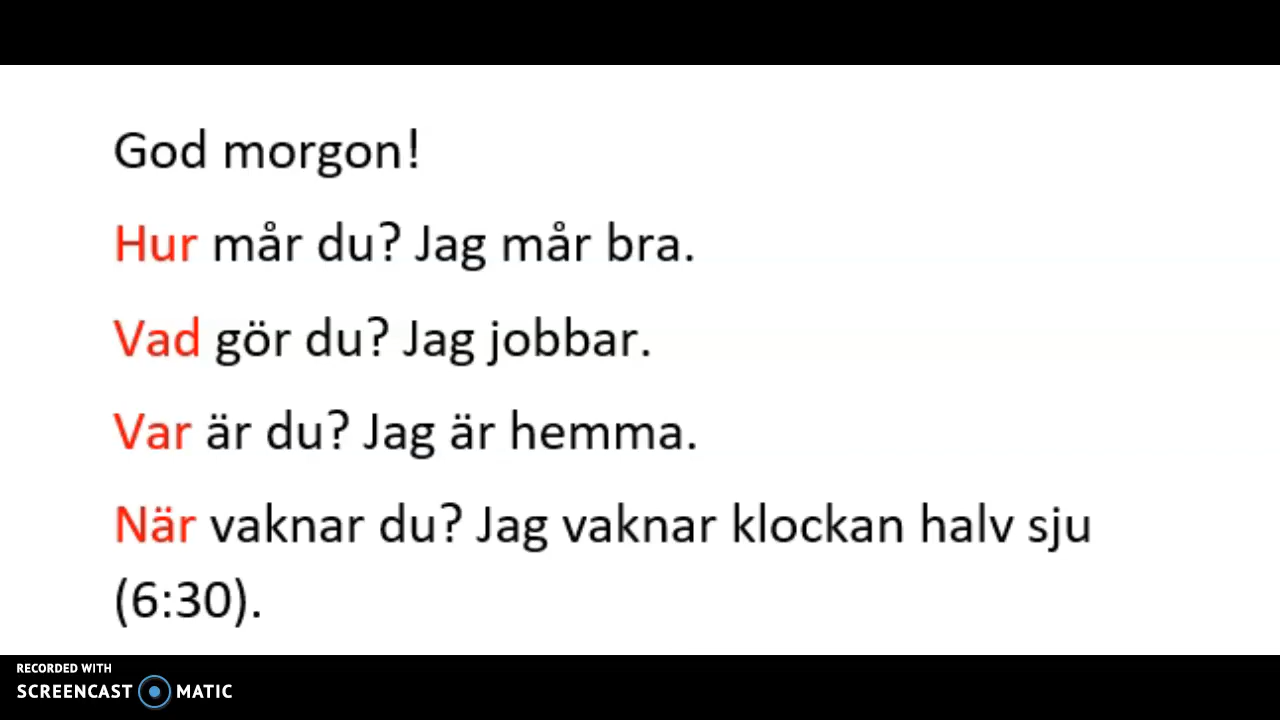 God morgon!
Hur mår du? Jag mår bra.
Vad gör du? Jag jobbar.
Var är du? Jag är hemma.
När vaknar du? Jag vaknar klockan halv sju
(6:30).
RECORDED WITH
SCREENCAST MATIC